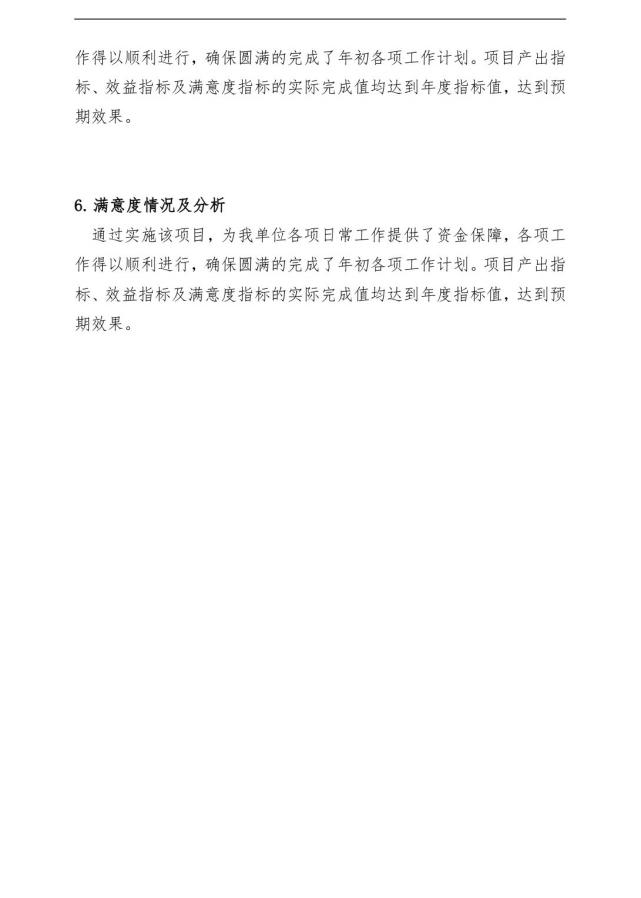 作得以顺利进行，确保圆满的完成了年初各项工作计划。项目产出指
标、效益指标及满意度指标的实际完成值均达到年度指标值，达到预
期效果。
6. 满意度情况及分析
通过实施该项目，为我单位各项日常工作提供了资金保障，各项工
作得以顺利进行，确保圆满的完成了年初各项工作计划。项目产出指
标、效益指标及满意度指标的实际完成值均达到年度指标值，达到预
期效果。